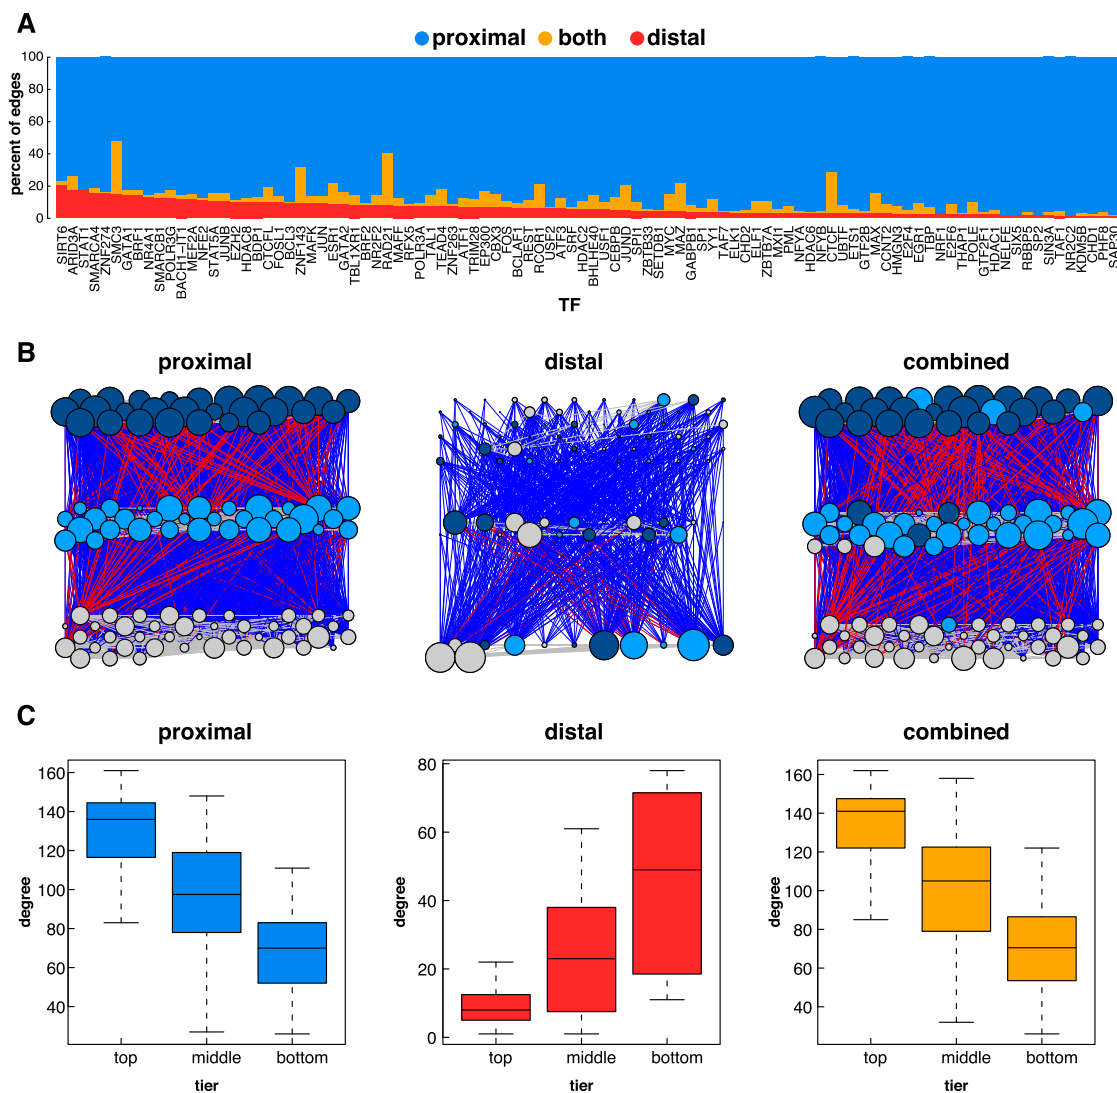 A
proximal both distal
percent of edges
100
80
60
40
20
0
SIRT6
ARID3A
SMARCA4
ZNF274
SMC3
GATA1
BRF1
NR4A1
SMARCB1
POLR3G
BACH1
MEF2A
NFE2
STAT5A
JUNB
EZH2
HDAC8
BDP1
CTCFL
FOSL1
BCL3
ZNF143
MAFK
JUN
ESR1
GATA2
TBL1XR1
BRF2
NR2F2
RAD21
MAFF
RFX5
POLR3A
TAL1
TEAD4
ZNF263
ATF1
TRIM28
EP300
CBX3
FOS
BCLAF1
REST
RCOR1
USF2
ATF3
SRF
HDAC2
BHLHE40
USF1
CEBPB
JUND
SPI1
ZBTB33
SETDB1
MYC
MAZ
GABPB1
YY1
TAF7
ELK1
CHD2
ELF1
ZBTB7A
MXI1
PML
NFYA
HDAC6
NFYB
CTCF
UBTF
ETS1
GTF2B
MAX
CCNT2
HMGN3
E2F6
EGR1
TBP
NRF1
E2F4
THAP1
POLE
GTF2F1
HDAC1
NELFE
SIX5
RBBP5
SIN3A
TAF1
NR2C2
KDM5B
CHD1
PHF8
SAP30
TF
B
proximal
distal
combined
C
proximal
degree
160
140
120
100
80
60
40
top middle bottom
tier
distal
degree
80
60
40
20
0
top middle bottom
tier
combined
degree
160
140
120
100
80
60
40
top middle bottom
tier